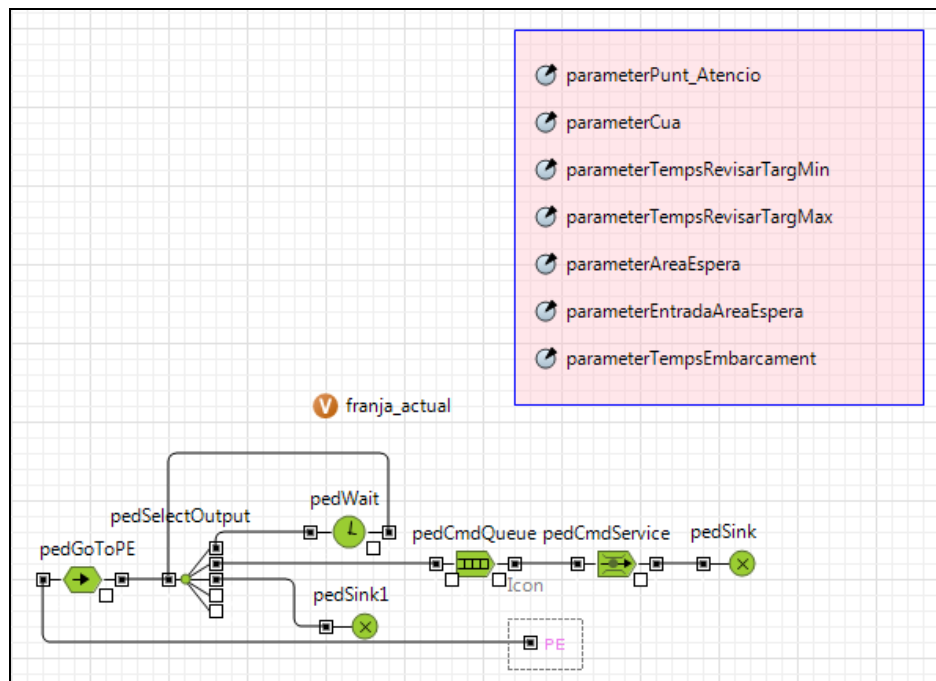 parameterPunt_Atencio
parameterCua
parameterTempsRevisarTargMin
parameterTempsRevisarTargMax
parameterAreaEspera
parameterEntradaAreaEspera
parameterTempsEmbarcament
V franja_actual
pedWait
pedSelectOutput
pedCmdQueue pedCmdService pedSink
pedGoToPE
Icon
pedSink1
PE